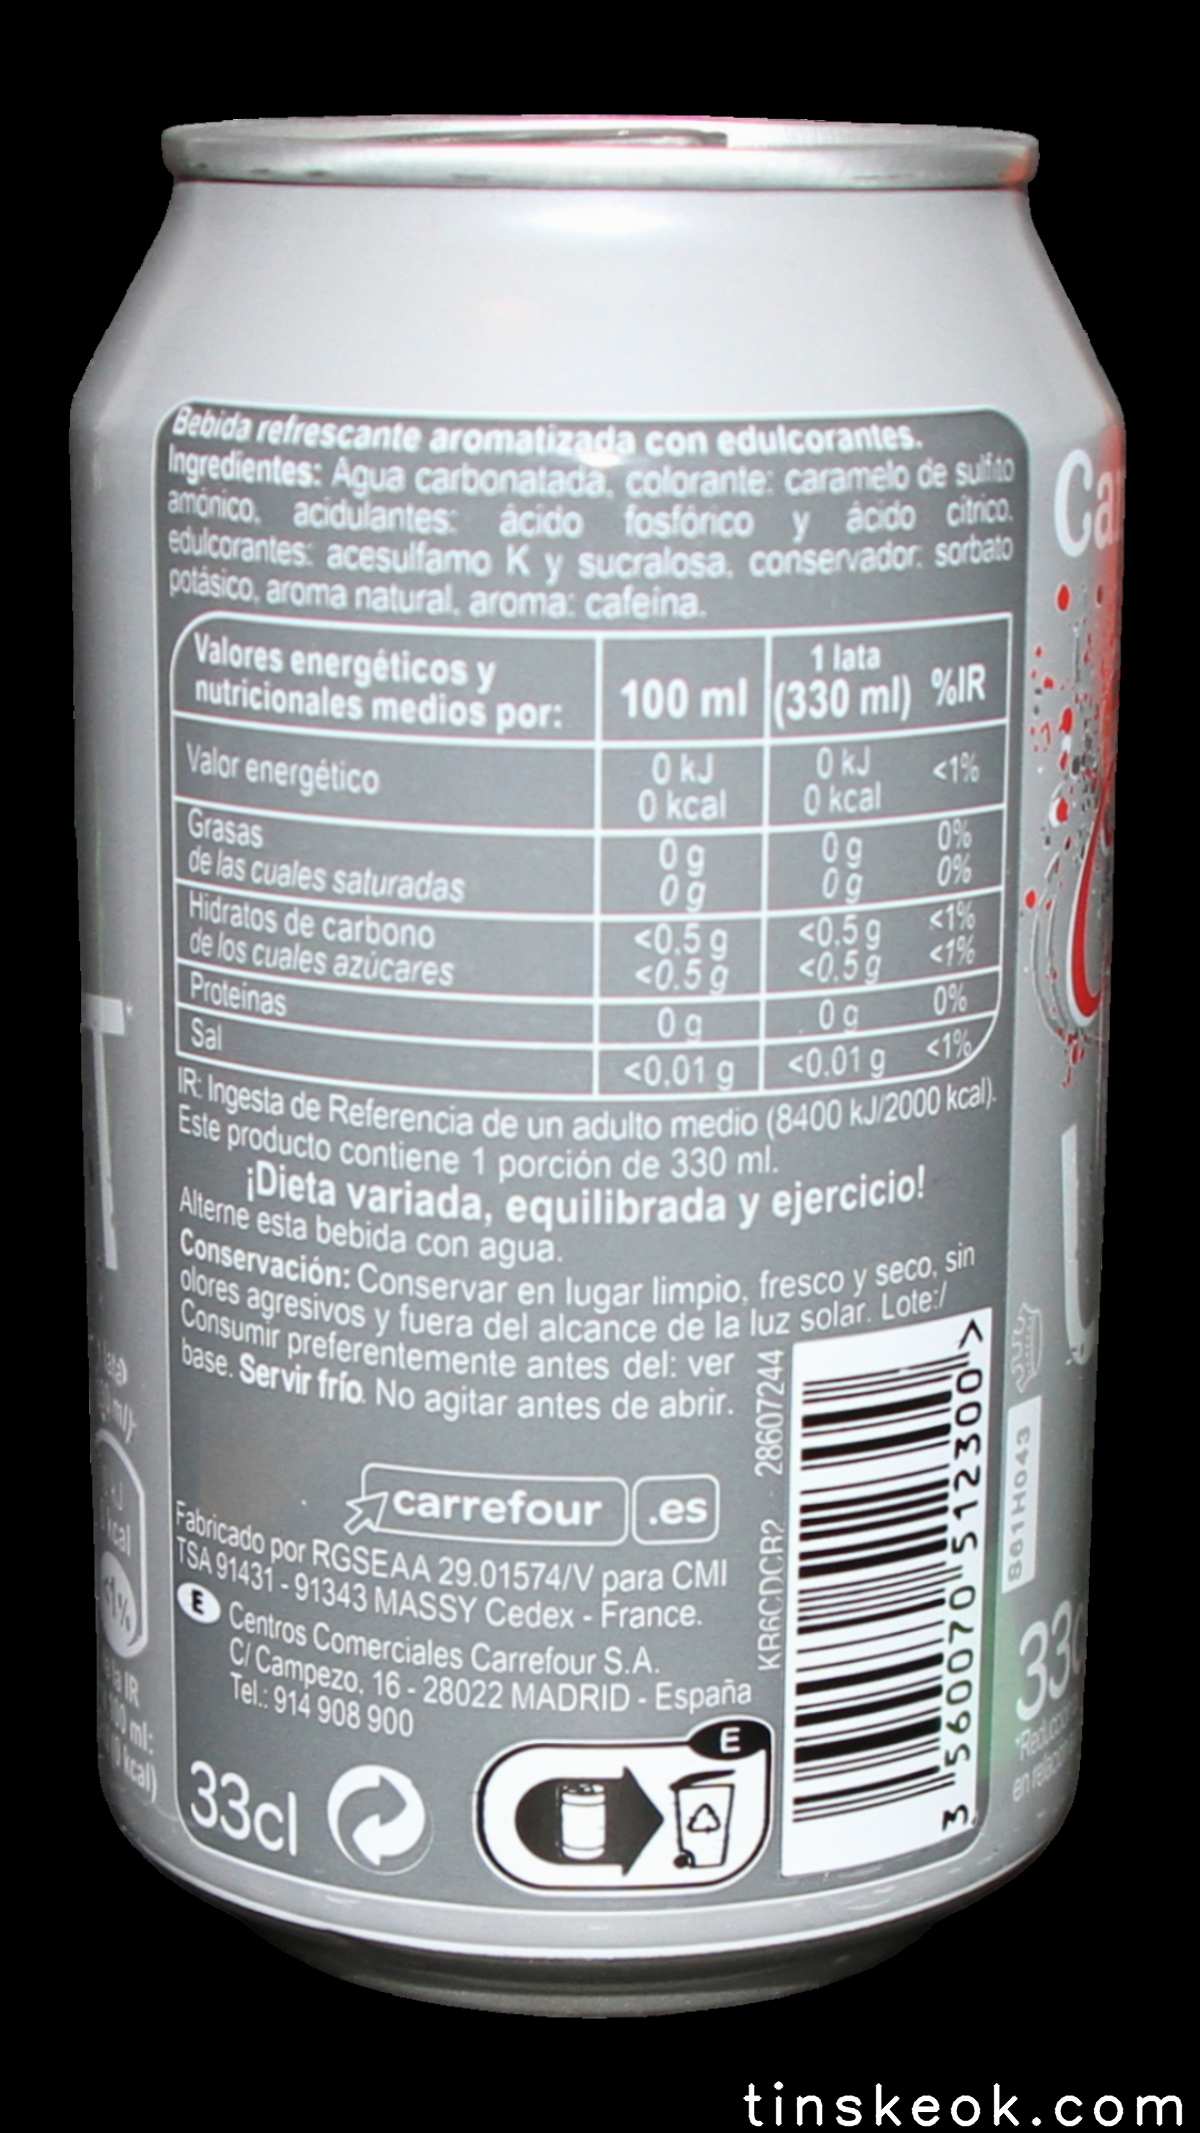 Bebida refrescante aromatizada con edulcorantes.
Ingredientes: Agua carbonatada, colorante: caramelo de sulfito
amónico, acidulantes: ácido fosfórico y ácido cítrico,
edulcorantes: acesulfamo K y sucralosa, conservador: sorbato
potásico, aroma natural, aroma: cafeína.
Valores energéticos y
nutricionales medios por:
100 ml
1 lata
(330 ml)
%IR
Valor energético
0 kJ 0 kJ <1%
0 kcal 0 kcal
Grasas 0 g 0 g 0%
de las cuales saturadas 0 g 0 g 0%
Hidratos de carbono <0,5 g <0,5 g <1%
de los cuales azúcares <0,5 g <0,5 g <1%
Proteínas 0 g 0 g 0%
Sal <0,01 g <0,01 g <1%
IR: Ingesta de Referencia de un adulto medio (8400 kJ/2000 kcal).
Este producto contiene 1 porción de 330 ml.
¡Dieta variada, equilibrada y ejercicio!
Alterne esta bebida con agua.
Conservación: Conservar en lugar limpio, fresco y seco, sin
olores agresivos y fuera del alcance de la luz solar. Lote:/
Consumir preferentemente antes del: ver
base. Servir frío. No agitar antes de abrir.
carrefour .es
Fabricado por RGSEAA 29.01574/V para CMI
TSA 91431 - 91343 MASSY Cedex - France.
E Centros Comerciales Carrefour S.A.
C/ Campezo, 16 - 28022 MADRID - España
Tel.: 914 908 900
33cl
E
KR6CDCR2 - 28607244
3 560070 512300 >
Car
S61H043
33c
kcal
<1%
IR
ml:
kcal)
tinskeok.com